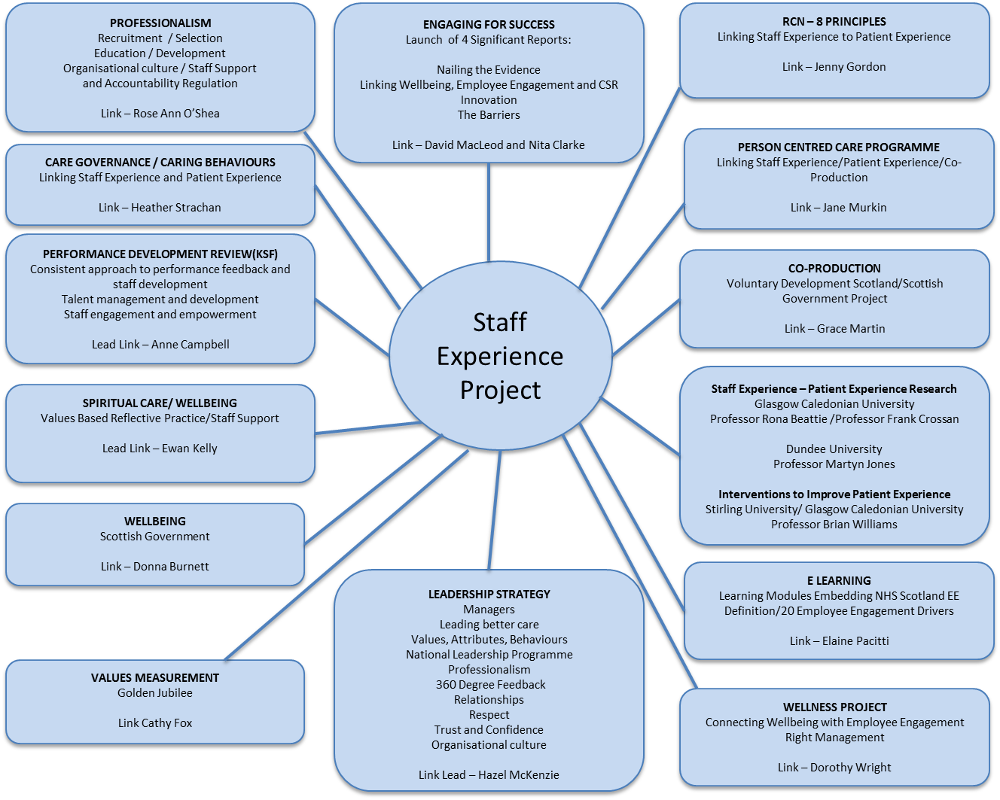 PROFESSIONALISM
Recruitment / Selection
Education / Development
Organisational culture / Staff Support
and Accountability Regulation
Link – Rose Ann O'Shea
ENGAGING FOR SUCCESS
Launch of 4 Significant Reports:
Nailing the Evidence
Linking Wellbeing, Employee Engagement and CSR
Innovation
The Barriers
Link – David MacLeod and Nita Clarke
RCN – 8 PRINCIPLES
Linking Staff Experience to Patient Experience
Link – Jenny Gordon
CARE GOVERNANCE / CARING BEHAVIOURS
Linking Staff Experience and Patient Experience
Link – Heather Strachan
PERSON CENTRED CARE PROGRAMME
Linking Staff Experience/Patient Experience/Co-
Production
Link – Jane Murkin
PERFORMANCE DEVELOPMENT REVIEW(KSF)
Consistent approach to performance feedback and
staff development
Talent management and development
Staff engagement and empowerment
Lead Link – Anne Campbell
CO-PRODUCTION
Voluntary Development Scotland/Scottish
Government Project
Link – Grace Martin
Staff
Experience
Project
SPIRITUAL CARE/ WELLBEING
Values Based Reflective Practice/Staff Support
Lead Link – Ewan Kelly
Staff Experience – Patient Experience Research
Glasgow Caledonian University
Professor Rona Beattie /Professor Frank Crossan
Dundee University
Professor Martyn Jones
Interventions to Improve Patient Experience
Stirling University/ Glasgow Caledonian University
Professor Brian Williams
WELLBEING
Scottish Government
Link – Donna Burnett
LEADERSHIP STRATEGY
Managers
Leading better care
Values, Attributes, Behaviours
National Leadership Programme
Professionalism
360 Degree Feedback
Relationships
Respect
Trust and Confidence
Organisational culture
Link Lead – Hazel McKenzie
E LEARNING
Learning Modules Embedding NHS Scotland EE
Definition/20 Employee Engagement Drivers
Link – Elaine Pacitti
VALUES MEASUREMENT
Golden Jubilee
Link Cathy Fox
WELLNESS PROJECT
Connecting Wellbeing with Employee Engagement
Right Management
Link – Dorothy Wright